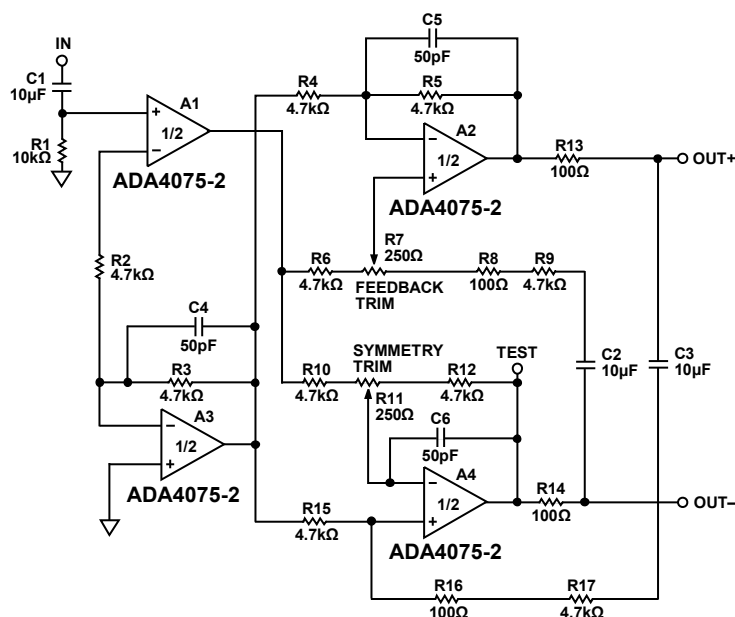 IN
C1
10µF
R1
10kΩ
+
–
A1
1/2
ADA4075-2
R2
4.7kΩ
C4
50pF
R3
4.7kΩ
–
+
A3
1/2
ADA4075-2
R4
4.7kΩ
C5
50pF
R5
4.7kΩ
–
+
A2
1/2
ADA4075-2
R13
100Ω
OUT+
R6
4.7kΩ
R7
250Ω
FEEDBACK
TRIM
R8
100Ω
R9
4.7kΩ
C2
10µF
C3
10µF
R10
4.7kΩ
SYMMETRY
TRIM
R11
250Ω
R12
4.7kΩ
TEST
C6
50pF
–
+
A4
1/2
ADA4075-2
R14
100Ω
OUT–
R15
4.7kΩ
R16
100Ω
R17
4.7kΩ